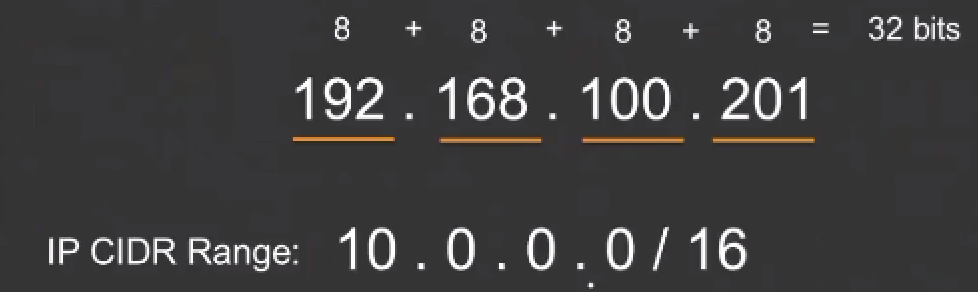 8 + 8 + 8 + 8 = 32 bits
192 . 168 . 100 . 201
IP CIDR Range: 10 . 0 . 0 . 0 / 16